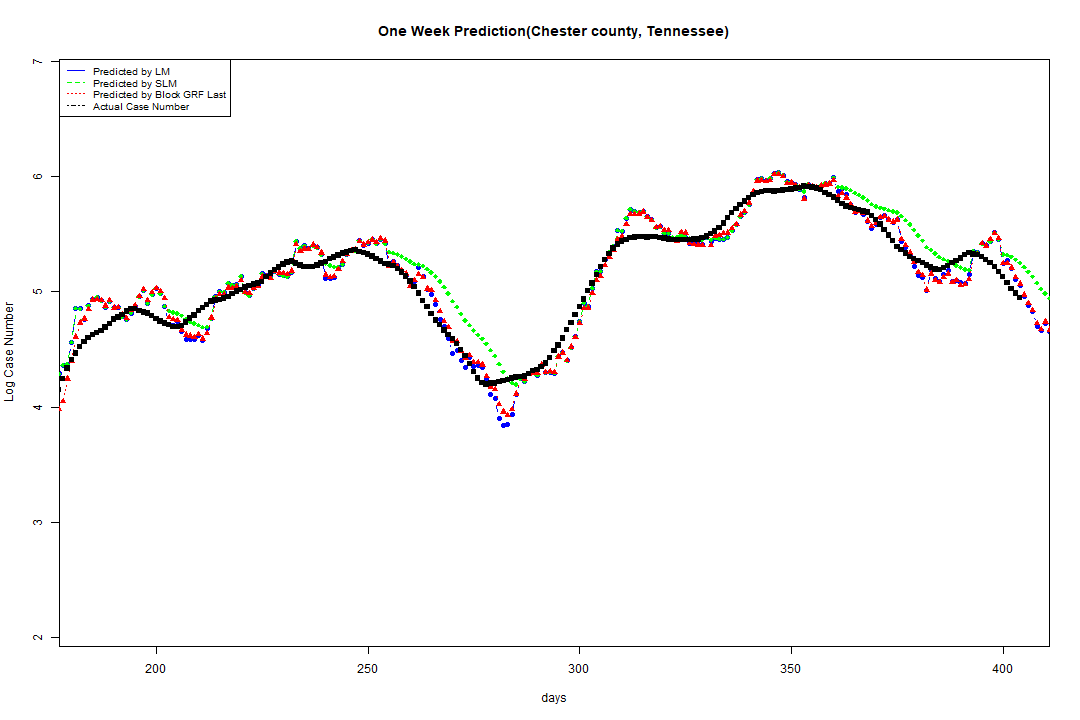 One Week Prediction(Chester county, Tennessee)
Predicted by LM
Predicted by SLM
Predicted by Block GRF Last
Actual Case Number
7
6
5
4
3
2
Log Case Number
200 250 300 350 400
days